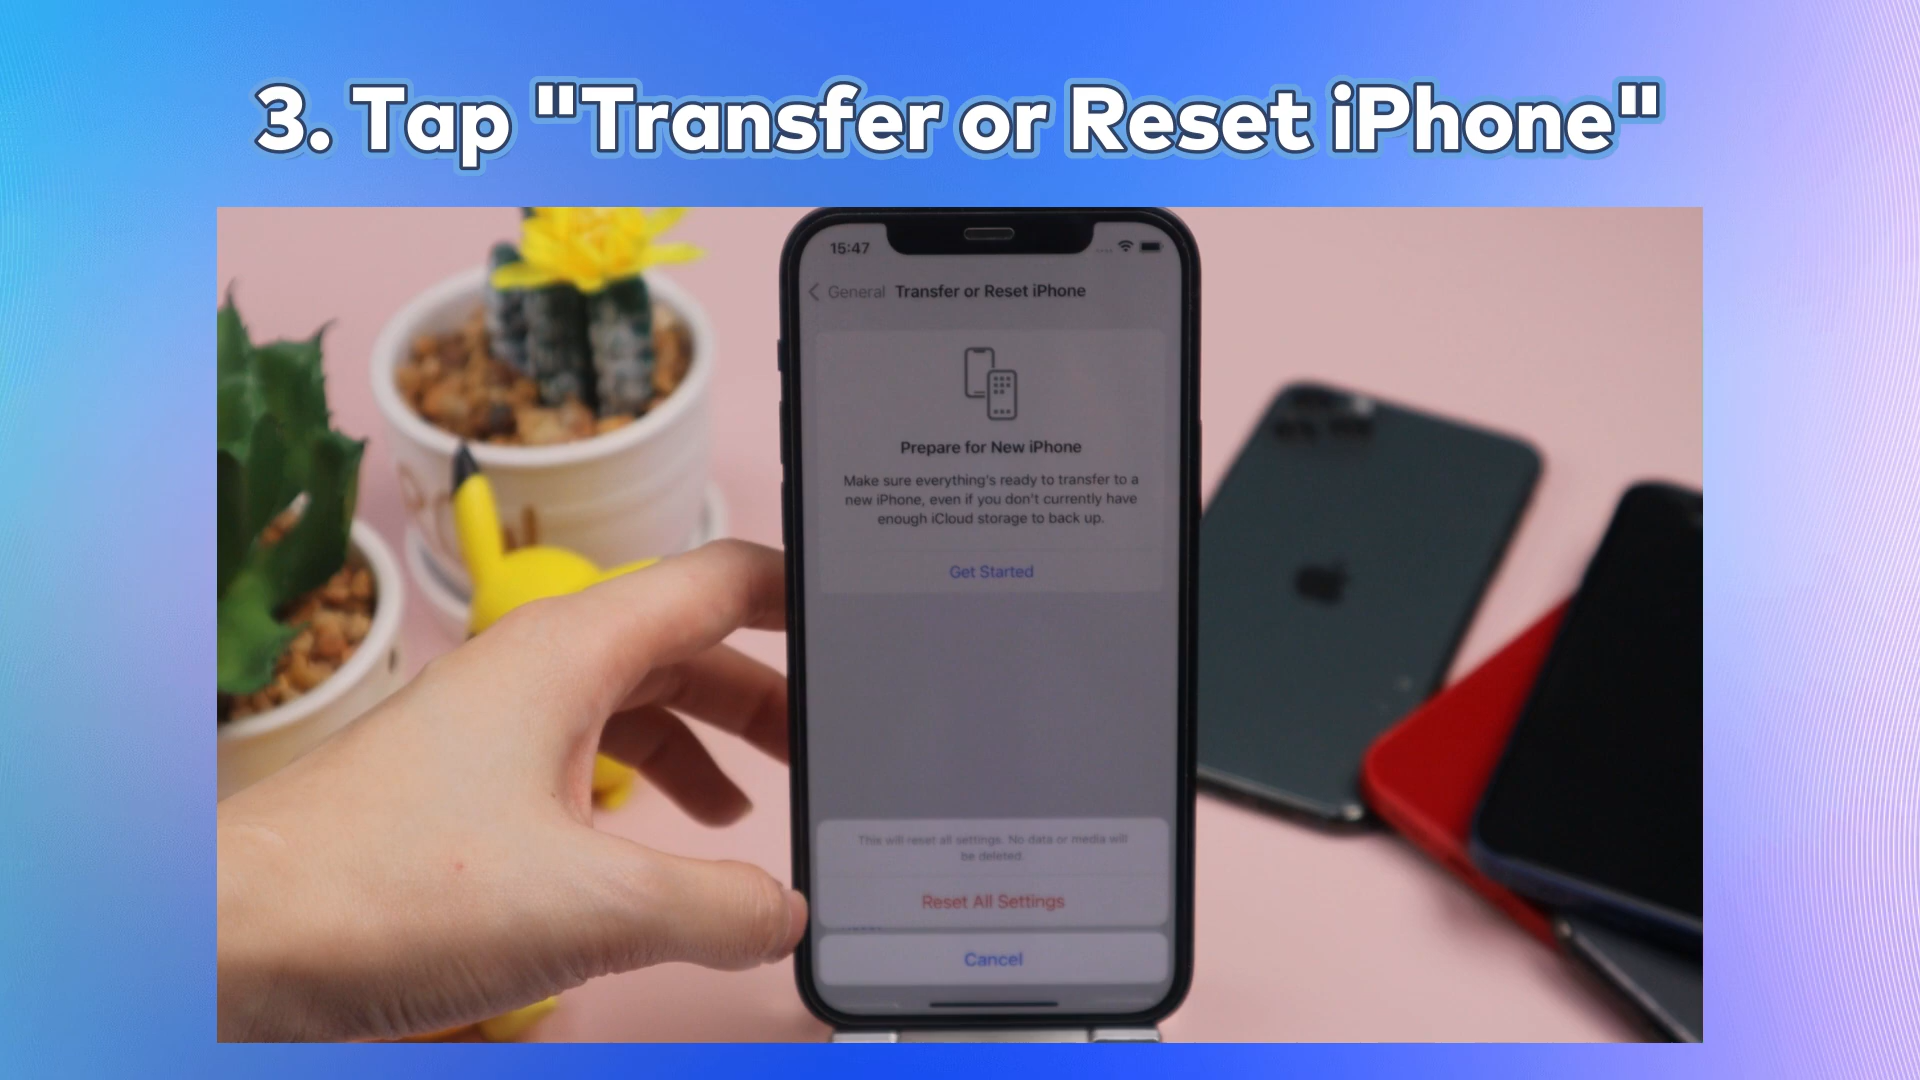 3. Tap "Transfer or Reset iPhone"
15:47
General Transfer or Reset iPhone
Prepare for New iPhone
Make sure everything's ready to transfer to a
new iPhone, even if you don't currently have
enough iCloud storage to back up.
Get Started
This will reset all settings. No data or media will
be deleted.
Reset All Settings
Cancel